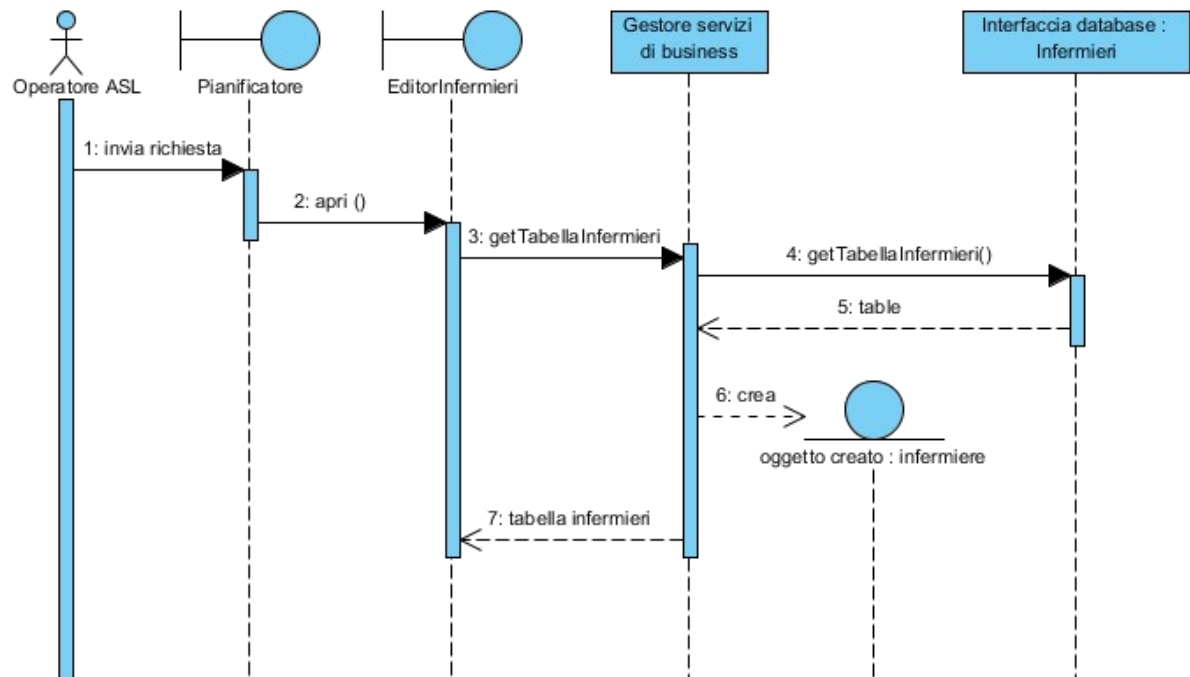 Operatore ASL
Pianificatore
EditorInfermieri
Gestore servizi
di business
Interfaccia database :
Infermieri
1: invia richiesta
2: apri ()
3: getTabellaInfermieri
4: getTabellaInfermieri()
5: table
6: crea
oggetto creato : infermiere
7: tabella infermieri